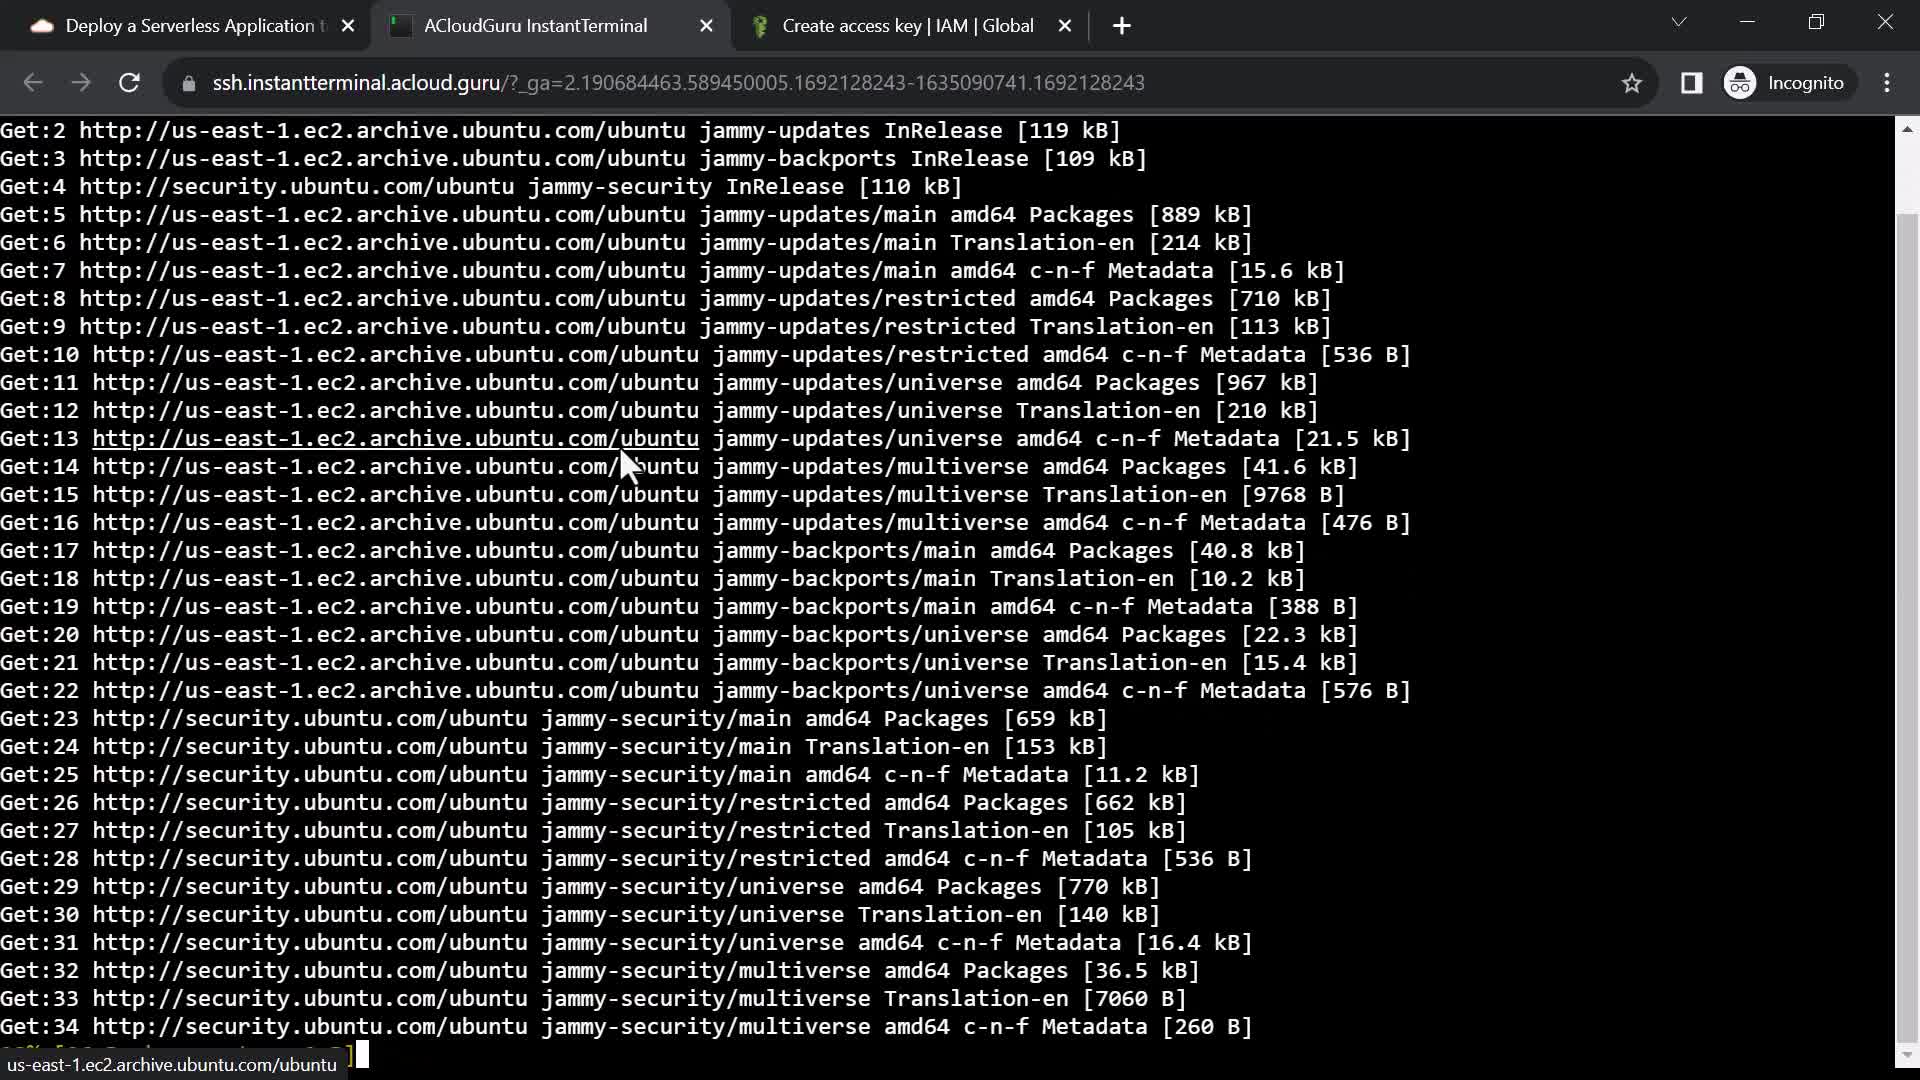 Deploy a Serverless Application t
ACloudGuru InstantTerminal
Create access key | IAM | Global
ssh.instantterminal.acloud.guru/?_ga=2.190684463.589450005.1692128243-1635090741.1692128243
Incognito
Get:2 http://us-east-1.ec2.archive.ubuntu.com/ubuntu jammy-updates InRelease [119 kB]
Get:3 http://us-east-1.ec2.archive.ubuntu.com/ubuntu jammy-backports InRelease [109 kB]
Get:4 http://security.ubuntu.com/ubuntu jammy-security InRelease [110 kB]
Get:5 http://us-east-1.ec2.archive.ubuntu.com/ubuntu jammy-updates/main amd64 Packages [889 kB]
Get:6 http://us-east-1.ec2.archive.ubuntu.com/ubuntu jammy-updates/main Translation-en [214 kB]
Get:7 http://us-east-1.ec2.archive.ubuntu.com/ubuntu jammy-updates/main amd64 c-n-f Metadata [15.6 kB]
Get:8 http://us-east-1.ec2.archive.ubuntu.com/ubuntu jammy-updates/restricted amd64 Packages [710 kB]
Get:9 http://us-east-1.ec2.archive.ubuntu.com/ubuntu jammy-updates/restricted Translation-en [113 kB]
Get:10 http://us-east-1.ec2.archive.ubuntu.com/ubuntu jammy-updates/restricted amd64 c-n-f Metadata [536 B]
Get:11 http://us-east-1.ec2.archive.ubuntu.com/ubuntu jammy-updates/universe amd64 Packages [967 kB]
Get:12 http://us-east-1.ec2.archive.ubuntu.com/ubuntu jammy-updates/universe Translation-en [210 kB]
Get:13 http://us-east-1.ec2.archive.ubuntu.com/ubuntu jammy-updates/universe amd64 c-n-f Metadata [21.5 kB]
Get:14 http://us-east-1.ec2.archive.ubuntu.com/ubuntu jammy-updates/multiverse amd64 Packages [41.6 kB]
Get:15 http://us-east-1.ec2.archive.ubuntu.com/ubuntu jammy-updates/multiverse Translation-en [9768 B]
Get:16 http://us-east-1.ec2.archive.ubuntu.com/ubuntu jammy-updates/multiverse amd64 c-n-f Metadata [476 B]
Get:17 http://us-east-1.ec2.archive.ubuntu.com/ubuntu jammy-backports/main amd64 Packages [40.8 kB]
Get:18 http://us-east-1.ec2.archive.ubuntu.com/ubuntu jammy-backports/main Translation-en [10.2 kB]
Get:19 http://us-east-1.ec2.archive.ubuntu.com/ubuntu jammy-backports/main amd64 c-n-f Metadata [388 B]
Get:20 http://us-east-1.ec2.archive.ubuntu.com/ubuntu jammy-backports/universe amd64 Packages [22.3 kB]
Get:21 http://us-east-1.ec2.archive.ubuntu.com/ubuntu jammy-backports/universe Translation-en [15.4 kB]
Get:22 http://us-east-1.ec2.archive.ubuntu.com/ubuntu jammy-backports/universe amd64 c-n-f Metadata [576 B]
Get:23 http://security.ubuntu.com/ubuntu jammy-security/main amd64 Packages [659 kB]
Get:24 http://security.ubuntu.com/ubuntu jammy-security/main Translation-en [153 kB]
Get:25 http://security.ubuntu.com/ubuntu jammy-security/main amd64 c-n-f Metadata [11.2 kB]
Get:26 http://security.ubuntu.com/ubuntu jammy-security/restricted amd64 Packages [662 kB]
Get:27 http://security.ubuntu.com/ubuntu jammy-security/restricted Translation-en [105 kB]
Get:28 http://security.ubuntu.com/ubuntu jammy-security/restricted amd64 c-n-f Metadata [536 B]
Get:29 http://security.ubuntu.com/ubuntu jammy-security/universe amd64 Packages [770 kB]
Get:30 http://security.ubuntu.com/ubuntu jammy-security/universe Translation-en [140 kB]
Get:31 http://security.ubuntu.com/ubuntu jammy-security/universe amd64 c-n-f Metadata [16.4 kB]
Get:32 http://security.ubuntu.com/ubuntu jammy-security/multiverse amd64 Packages [36.5 kB]
Get:33 http://security.ubuntu.com/ubuntu jammy-security/multiverse Translation-en [7060 B]
Get:34 http://security.ubuntu.com/ubuntu jammy-security/multiverse amd64 c-n-f Metadata [260 B]
us-east-1.ec2.archive.ubuntu.com/ubuntu